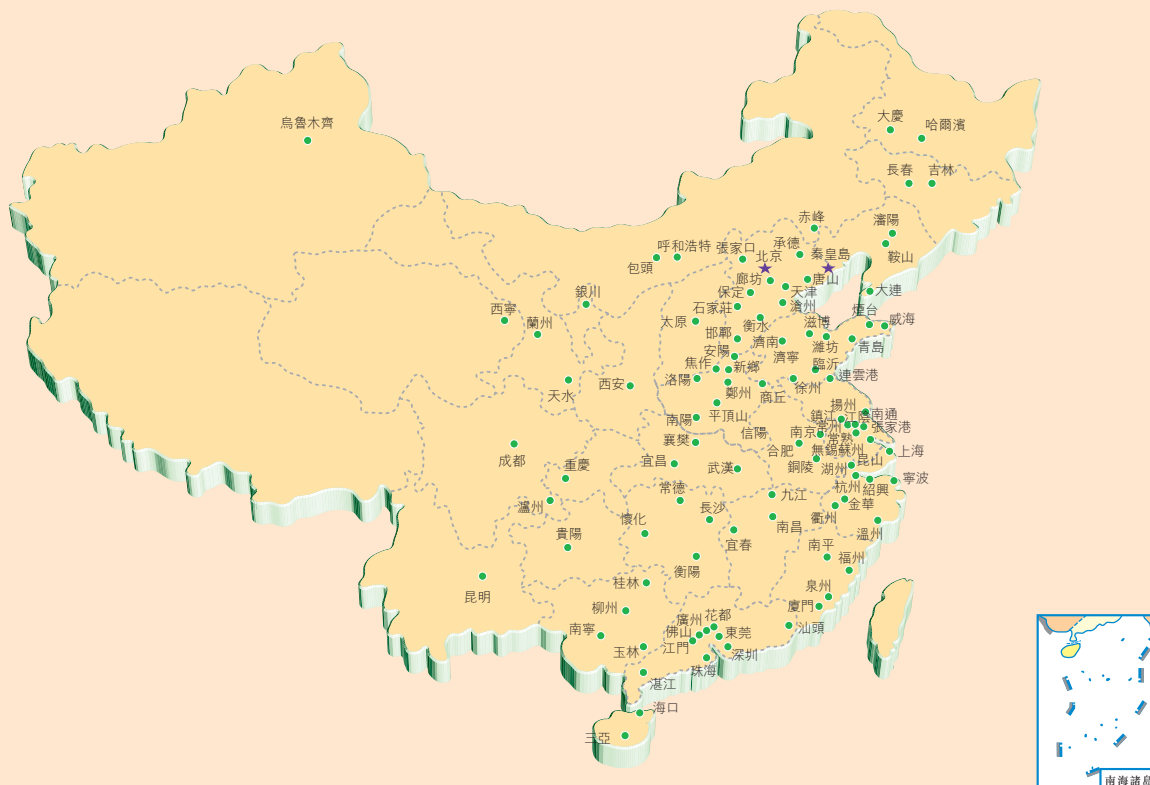 大慶
哈爾濱
烏魯木齊
長春
吉林
赤峰
瀋陽
呼和浩特
張家口
承德
北京
秦皇島
鞍山
包頭
廊坊
唐山
保定
天津
大連
銀川
石家莊
滄州
西寧
蘭州
太原
衡水
滋博
煙台
威海
邯鄲
濟南
濰坊
青島
安陽
濟寧
焦作
新鄉
臨沂
洛陽
連雲港
西安
鄭州
徐州
天水
商丘
平頂山
揚州
南陽
鎮江
江陰
南通
信陽
南京
常州
張家港
襄樊
常熟
合肥
無錫
蘇州
上海
成都
重慶
宜昌
武漢
銅陵
湖州
昆山
寧波
常德
九江
杭州
紹興
瀘州
長沙
金華
懷化
南昌
衢州
貴陽
宜春
溫州
南平
福州
衡陽
昆明
桂林
泉州
柳州
廈門
花都
廣州
南寧
佛山
東莞
汕頭
玉林
江門
深圳
珠海
湛江
海口
三亞
南海諸島